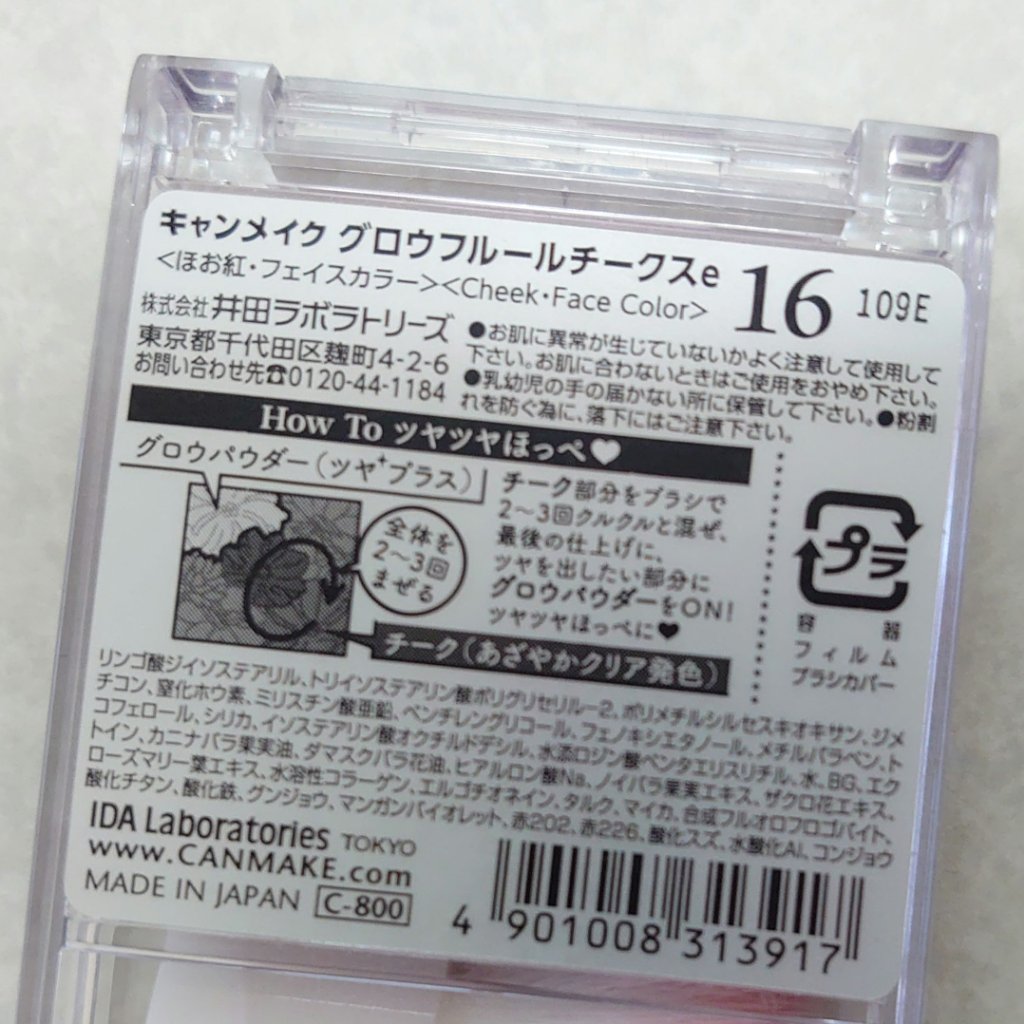 キャンメイク グロウフルールチークスe
<ほお紅・フェイスカラー><Cheek・Face Color>
16 109E
株式会社 井田ラボラトリーズ
東京都千代田区麹町4-2-6
お問い合わせ先☎0120-44-1184
●お肌に異常が生じていないかよく注意して使用して
下さい。お肌に合わないときはご使用をおやめ下さい。
●乳幼児の手の届かない所に保管して下さい。●粉割
れを防ぐ為に、落下にはご注意下さい。
How To ツヤツヤほっぺ♥
グロウパウダー(ツヤ⁺プラス)
全体を
2〜3回
まぜる
チーク部分をブラシで
2〜3回クルクルと混ぜ、
最後の仕上げに、
ツヤを出したい部分に
グロウパウダーをON!
ツヤツヤほっぺに♥
チーク(あざやかクリア発色)
プラ
容器
フィルム
ブラシカバー
リンゴ酸ジイソステアリル、トリイソステアリン酸ポリグリセリル-2、ポリメチルシルセスキオキサン、ジメ
チコン、窒化ホウ素、ミリスチン酸亜鉛、ペンチレングリコール、フェノキシエタノール、メチルパラベン、ト
コフェロール、シリカ、イソステアリン酸オクチルドデシル、水添ロジン酸ペンタエリスリチル、水、BG、エク
トイン、カニナバラ果実油、ダマスクバラ花油、ヒアルロン酸Na、ノイバラ果実エキス、ザクロ花エキス、
ローズマリー葉エキス、水溶性コラーゲン、エルゴチオネイン、タルク、マイカ、合成フルオロフロゴパイト、
酸化チタン、酸化鉄、グンジョウ、マンガンバイオレット、赤202、赤226、酸化スズ、水酸化Al、コンジョウ
IDA Laboratories TOKYO
www.CANMAKE.com
MADE IN JAPAN C-800
4 901008 313917